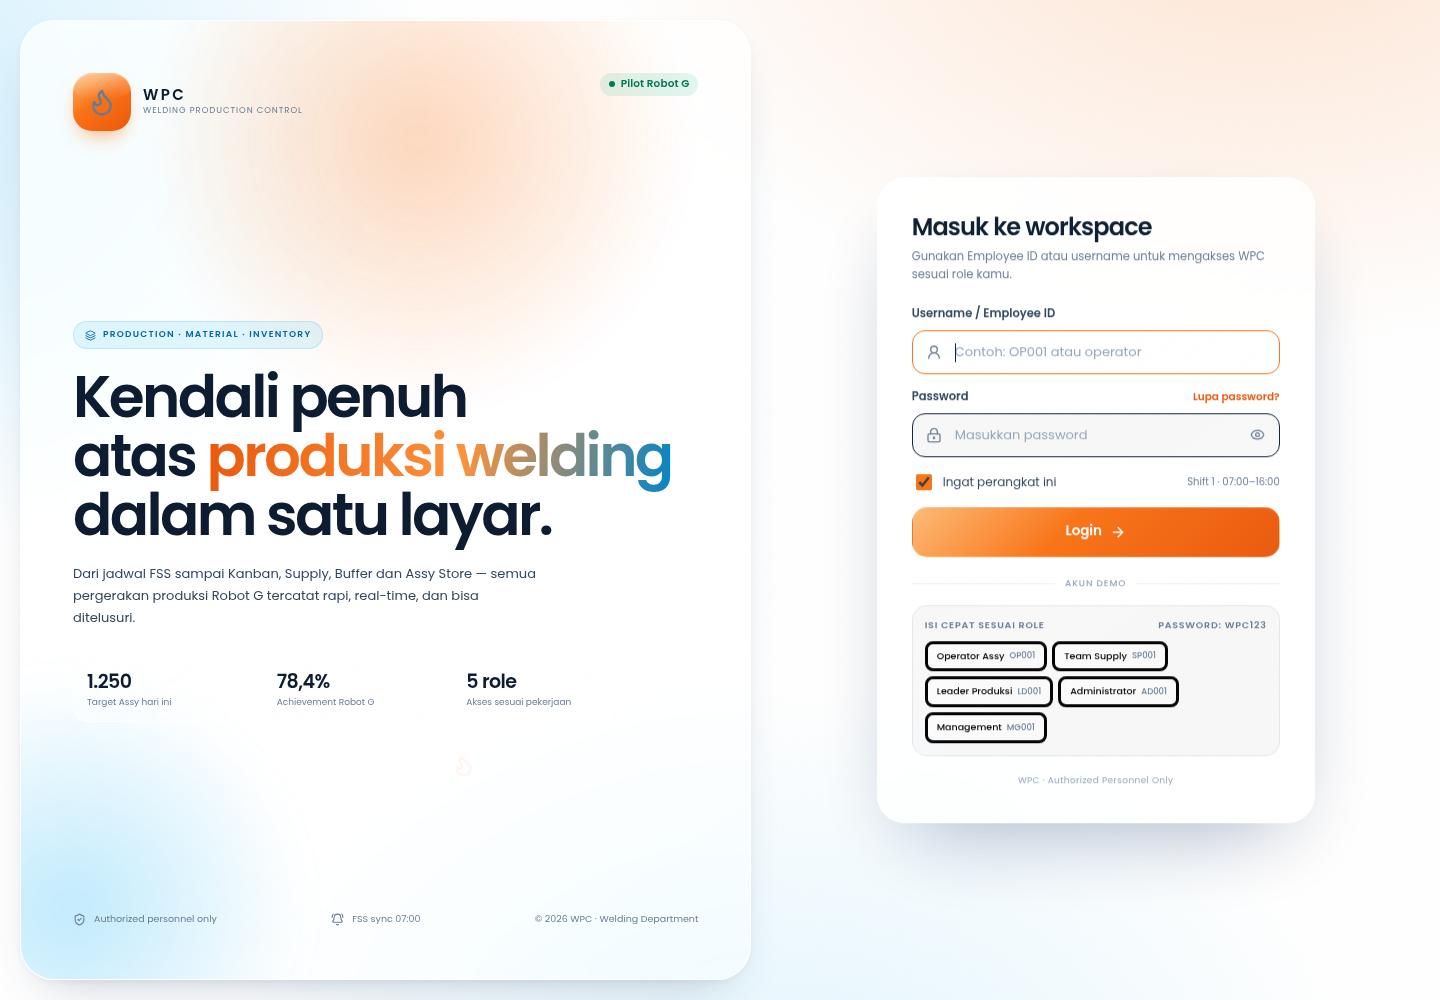 WPC
WELDING PRODUCTION CONTROL
Pilot Robot G
PRODUCTION · MATERIAL · INVENTORY
Kendali penuh
atas produksi welding
dalam satu layar.
Dari jadwal FSS sampai Kanban, Supply, Buffer dan Assy Store — semua
pergerakan produksi Robot G tercatat rapi, real-time, dan bisa
ditelusuri.
1.250
Target Assy hari ini
78,4%
Achievement Robot G
5 role
Akses sesuai pekerjaan
Authorized personnel only
FSS sync 07:00
© 2026 WPC · Welding Department
Masuk ke workspace
Gunakan Employee ID atau username untuk mengakses WPC
sesuai role kamu.
Username / Employee ID
Contoh: OP001 atau operator
Password
Lupa password?
Masukkan password
Ingat perangkat ini
Shift 1 · 07:00–16:00
Login
AKUN DEMO
ISI CEPAT SESUAI ROLE
PASSWORD: WPC123
Operator Assy OP001
Team Supply SP001
Leader Produksi LD001
Administrator AD001
Management MG001
WPC · Authorized Personnel Only